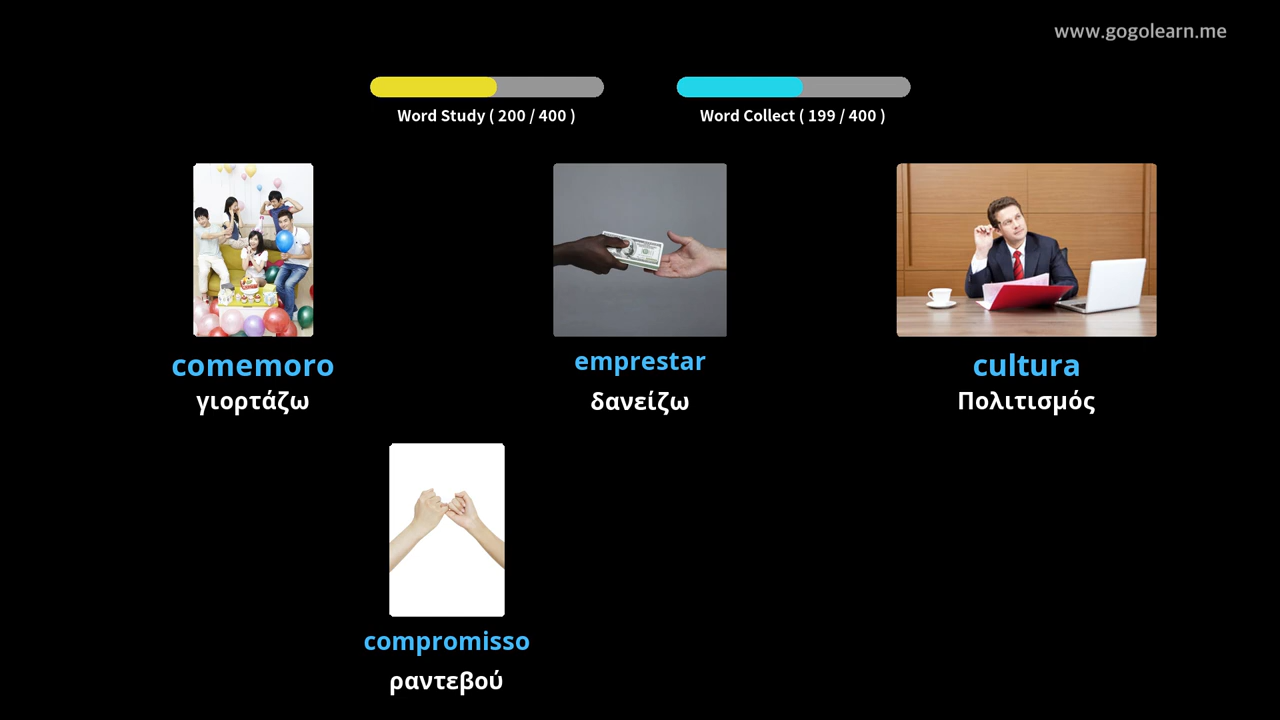 www.gogolearn.me
Word Study ( 200 / 400 )
Word Collect ( 199 / 400 )
comemoro
γιορτάζω
emprestar
δανείζω
cultura
Πολιτισμός
compromisso
ραντεβού